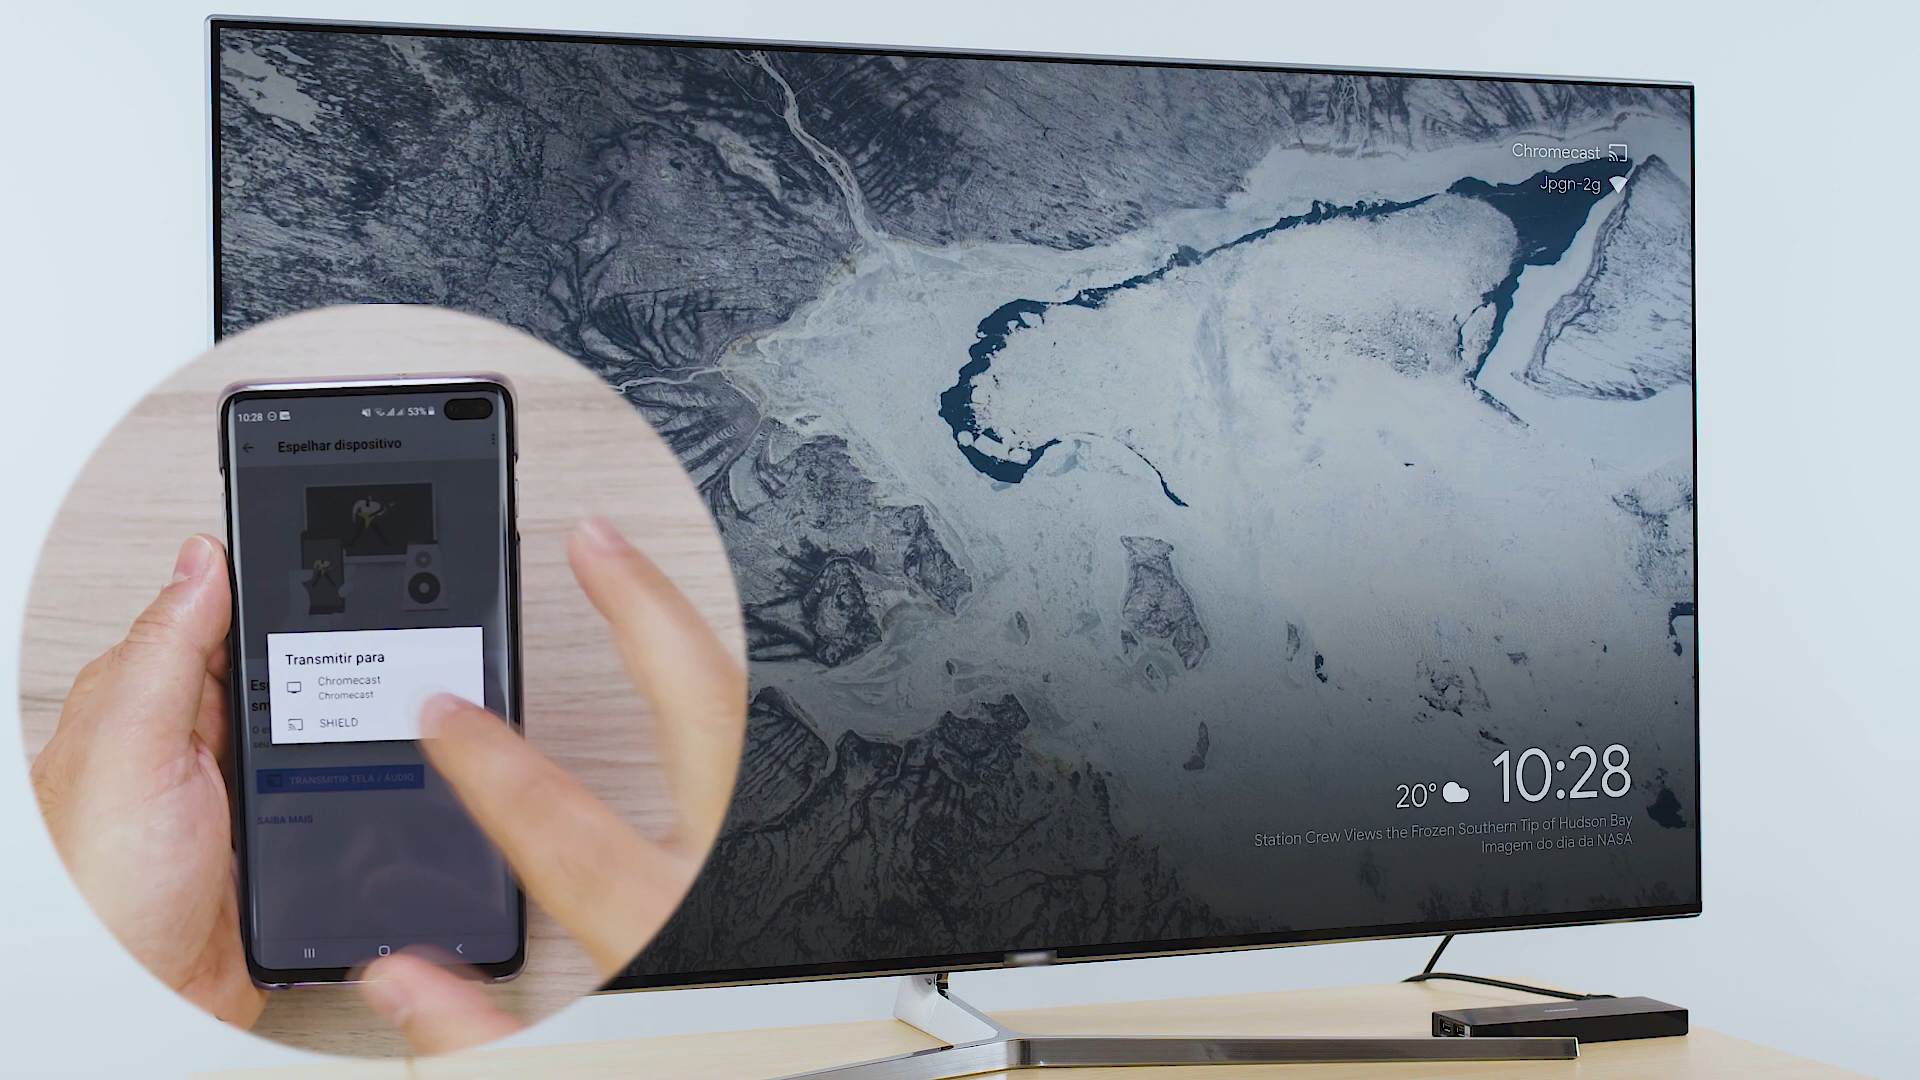 Chromecast
Jpgn-2g
10:28
53%
Espelhar dispositivo
Transmitir para
Chromecast
Chromecast
SHIELD
TRANSMITIR TELA / ÁUDIO
SAIBA MAIS
20° 10:28
Station Crew Views the Frozen Southern Tip of Hudson Bay
Imagem do dia da NASA